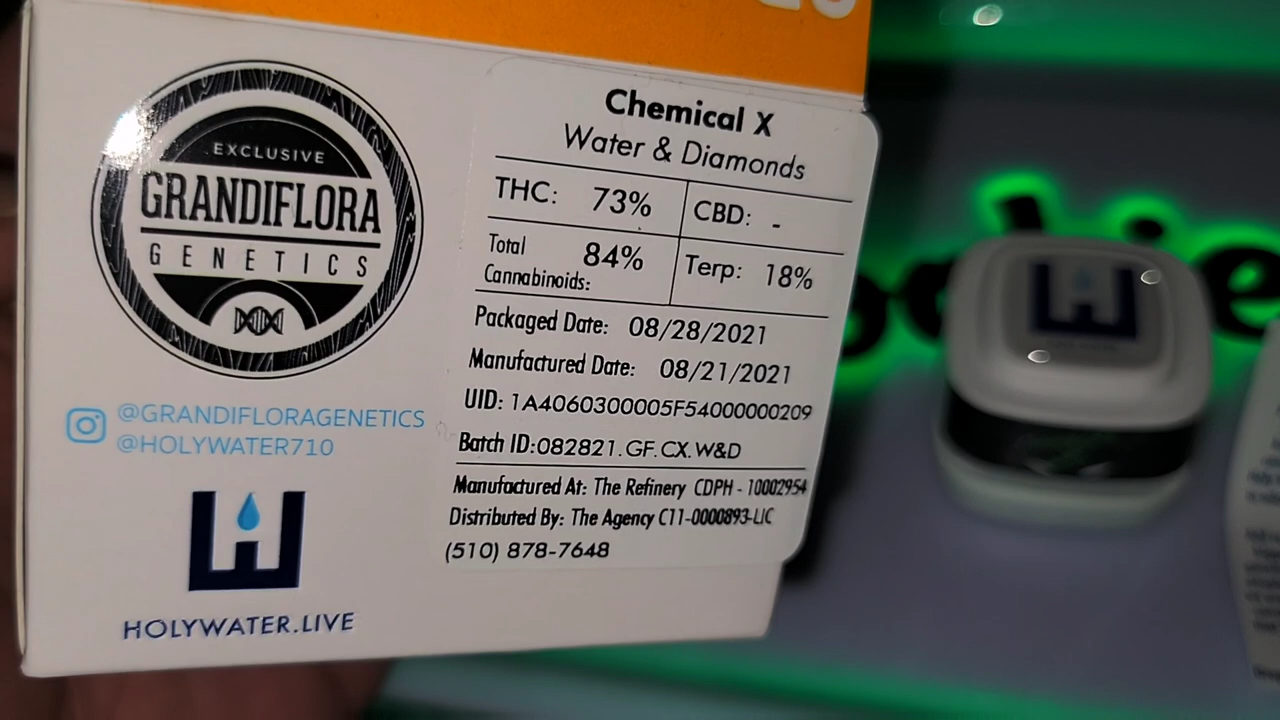 EXCLUSIVE
GRANDIFLORA
GENETICS
@GRANDIFLORAGENETICS
@HOLYWATER710
HOLYWATER.LIVE
Chemical X
Water & Diamonds
THC: 73% CBD: -
Total Cannabinoids: 84% Terp: 18%
Packaged Date: 08/28/2021
Manufactured Date: 08/21/2021
UID: 1A4060300005F54000000209
Batch ID:082821.GF.CX.W&D
Manufactured At: The Refinery CDPH - 10002954
Distributed By: The Agency C11-0000893-LIC
(510) 878-7648